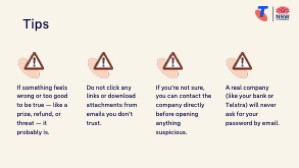 Tips
If something feels
wrong or too good
to be true — like a
prize, refund, or
threat — it
probably is.
Do not click any
links or download
attachments from
emails you don't
trust.
If you're not sure,
you can contact the
company directly
before opening
anything
suspicious.
A real company
(like your bank or
Telstra) will never
ask for your
password by email.